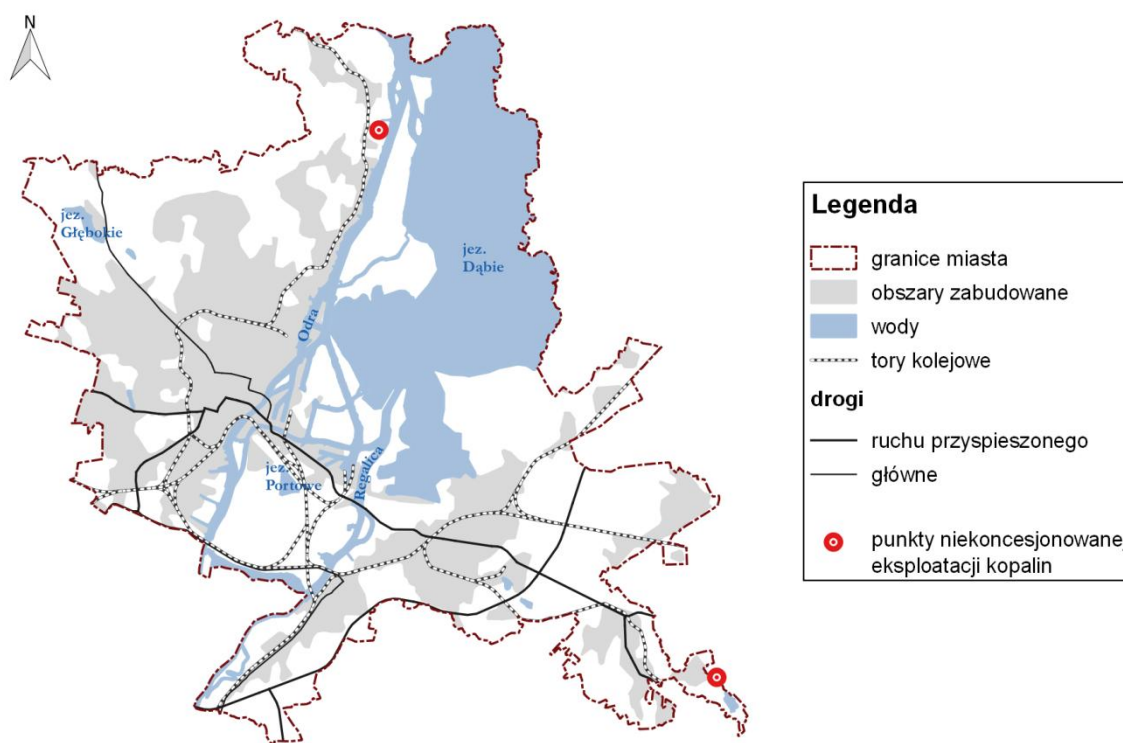 N
jez.
Głębokie
jez.
Dąbie
Odra
jez.
Portowe
Regalica
Legenda
granice miasta
obszary zabudowane
wody
tory kolejowe
drogi
ruchu przyspieszonego
główne
punkty niekoncesjonowanej
eksploatacji kopalin